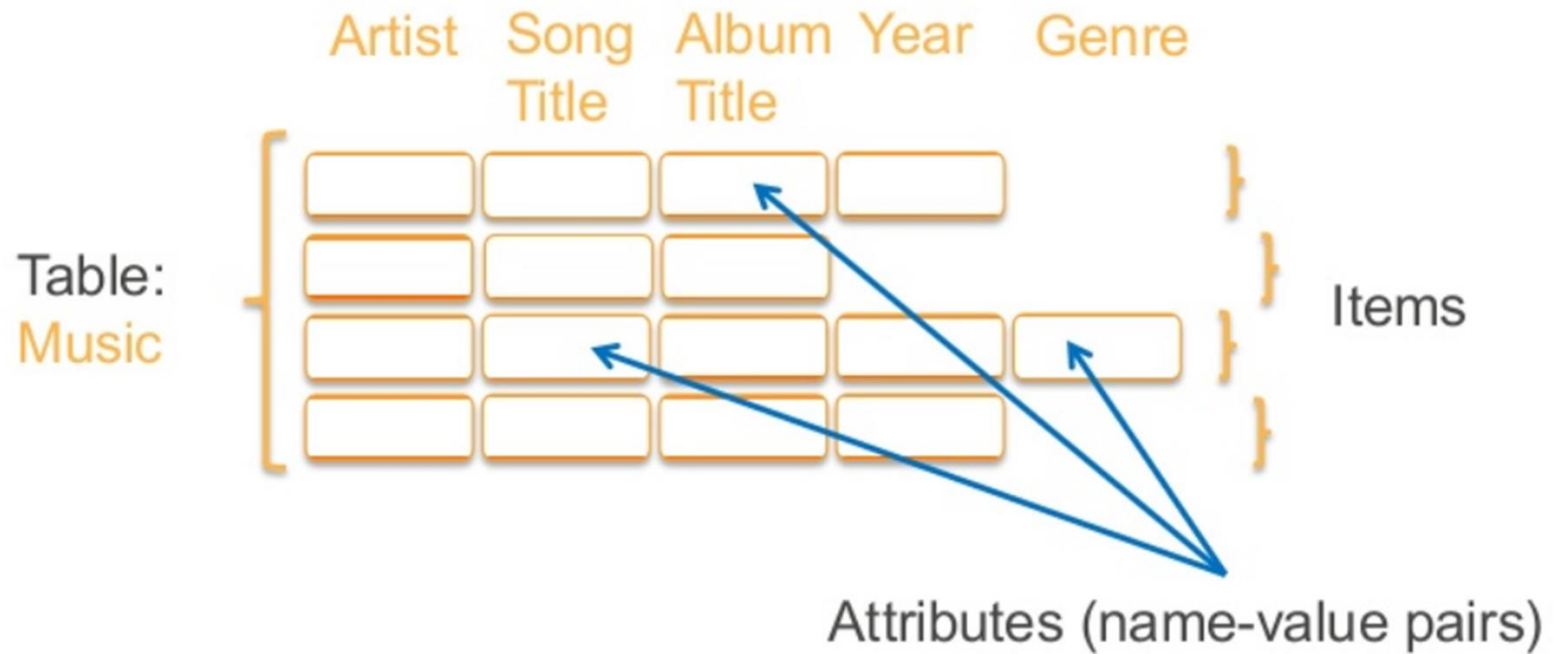 Artist Song Album Year Genre
Title Title
Table:
Music
Items
Attributes (name-value pairs)